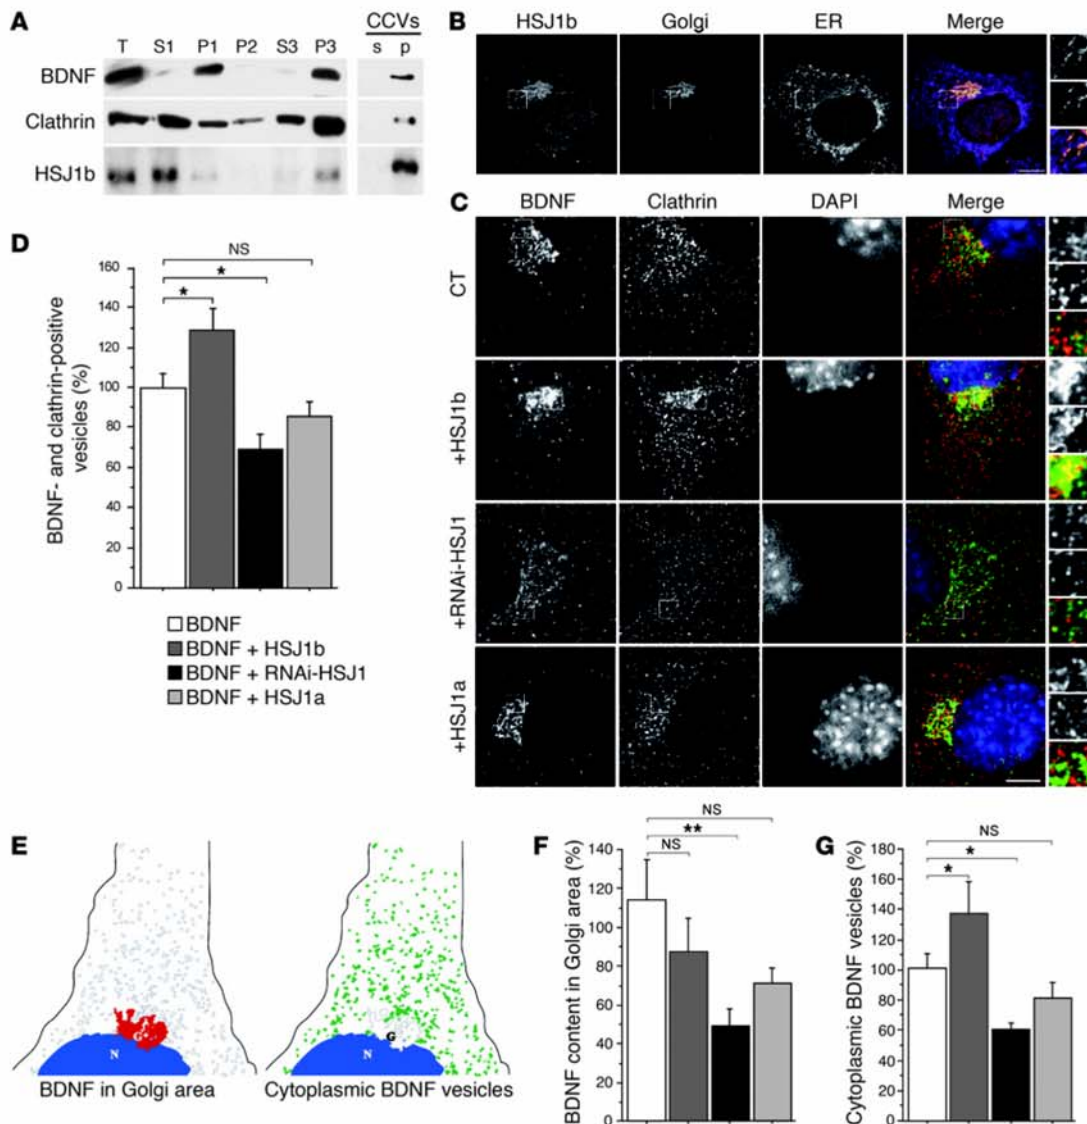 A
CCVs
T S1 P1 P2 S3 P3 s p
BDNF
Clathrin
HSJ1b
B
HSJ1b Golgi ER Merge
C
BDNF Clathrin DAPI Merge
CT
+HSJ1b
+RNAi-HSJ1
+HSJ1a
D
NS
*
*
160
140
120
100
80
60
40
20
0
BDNF- and clathrin-positive
vesicles (%)
BDNF
BDNF + HSJ1b
BDNF + RNAi-HSJ1
BDNF + HSJ1a
E
G
N
BDNF in Golgi area
G
N
Cytoplasmic BDNF vesicles
F
NS
**
NS
140
120
100
80
60
40
20
0
BDNF content in Golgi area (%)
G
NS
*
*
180
160
140
120
100
80
60
40
20
0
Cytoplasmic BDNF vesicles (%)